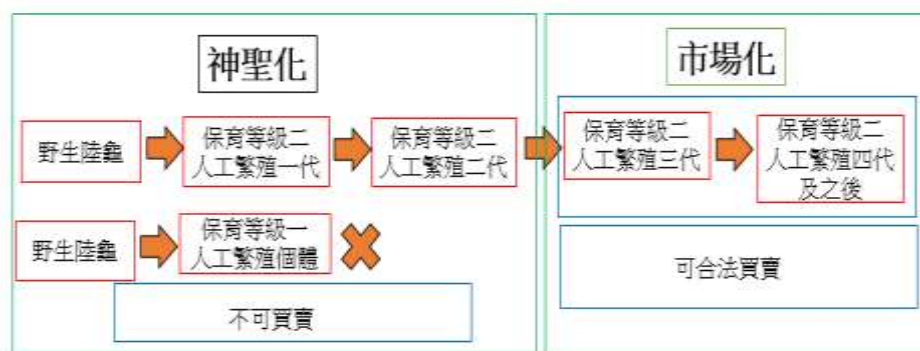 神聖化
市場化
野生陸龜
保育等級二
人工繁殖一代
保育等級二
人工繁殖二代
保育等級二
人工繁殖三代
保育等級二
人工繁殖四代
及之後
野生陸龜
保育等級一
人工繁殖個體
不可買賣
可合法買賣